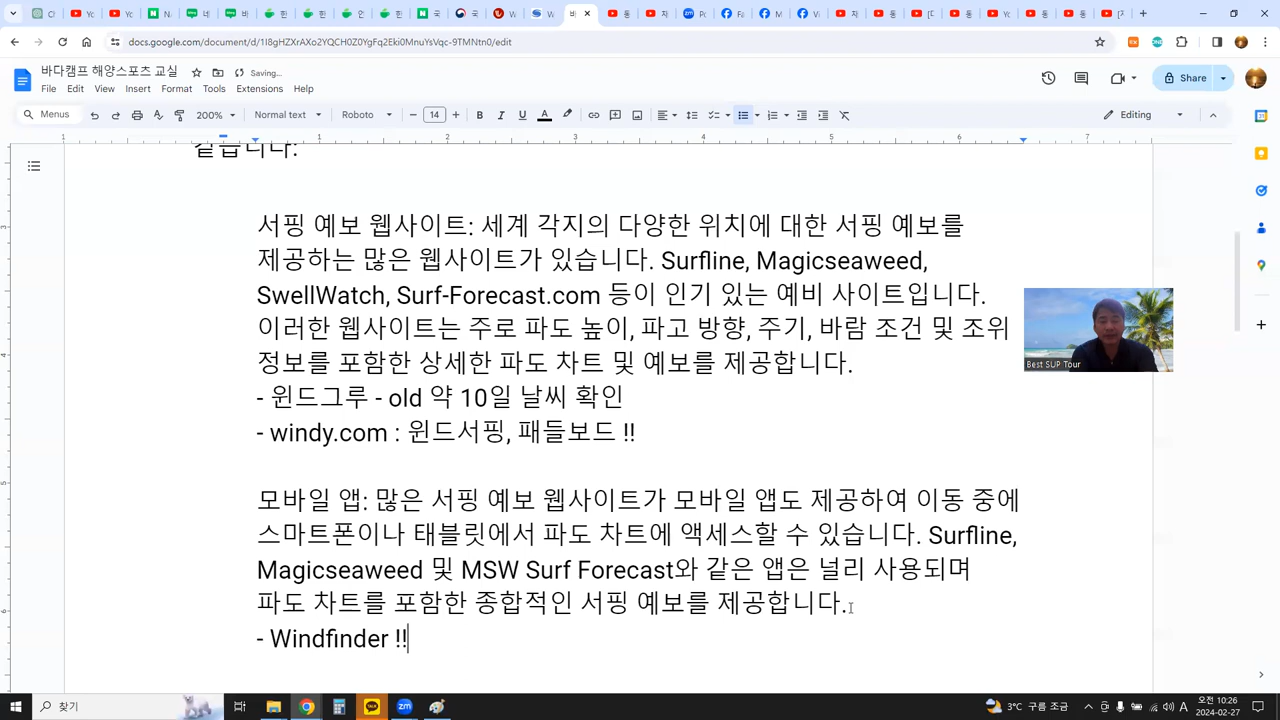 docs.google.com/document/d/1I8gHZXrAXo2YQCH0Z0YgFq2Eki0MnuYsVqc-9TMNtn0/edit
바다캠프 해양스포츠 교실
Saving...
File Edit View Insert Format Tools Extensions Help
Share
Menus 200% Normal text Roboto 14 Editing
같습니다:
서핑 예보 웹사이트: 세계 각지의 다양한 위치에 대한 서핑 예보를
제공하는 많은 웹사이트가 있습니다. Surfline, Magicseaweed,
SwellWatch, Surf-Forecast.com 등이 인기 있는 예비 사이트입니다.
이러한 웹사이트는 주로 파도 높이, 파고 방향, 주기, 바람 조건 및 조위
정보를 포함한 상세한 파도 차트 및 예보를 제공합니다.
- 윈드그루 - old 약 10일 날씨 확인
- windy.com : 윈드서핑, 패들보드 !!
모바일 앱: 많은 서핑 예보 웹사이트가 모바일 앱도 제공하여 이동 중에
스마트폰이나 태블릿에서 파도 차트에 액세스할 수 있습니다. Surfline,
Magicseaweed 및 MSW Surf Forecast와 같은 앱은 널리 사용되며
파도 차트를 포함한 종합적인 서핑 예보를 제공합니다.
- Windfinder !!
Best SUP Tour
찾기
3°C 구름 조금
오전 10:26
2024-02-27